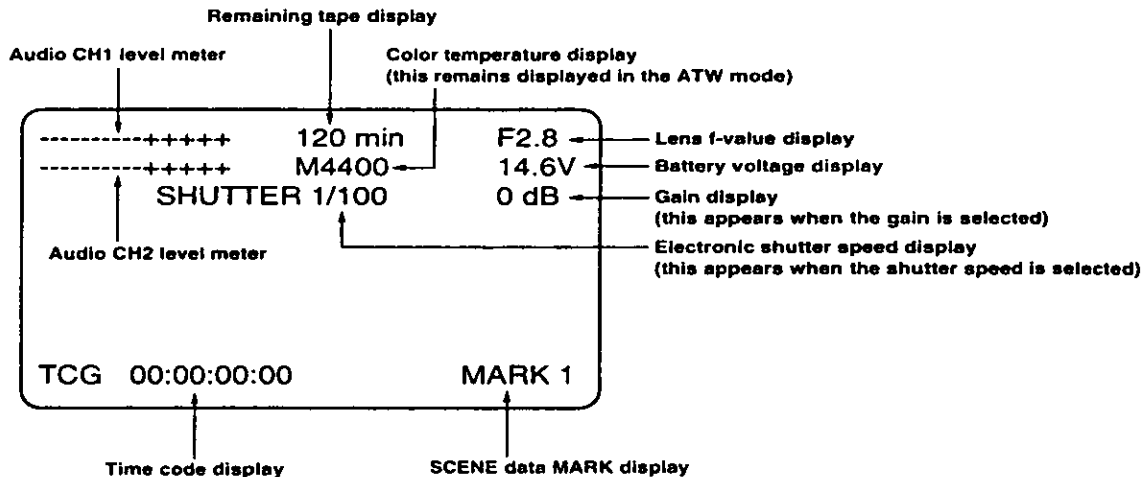 Remaining tape display
Audio CH1 level meter
Color temperature display
(this remains displayed in the ATW mode)
---------+++++ 120 min F2.8
Lens f-value display
---------+++++ M4400 14.6V
Battery voltage display
SHUTTER 1/100 0 dB
Gain display
(this appears when the gain is selected)
Audio CH2 level meter
Electronic shutter speed display
(this appears when the shutter speed is selected)
TCG 00:00:00:00 MARK 1
Time code display
SCENE data MARK display